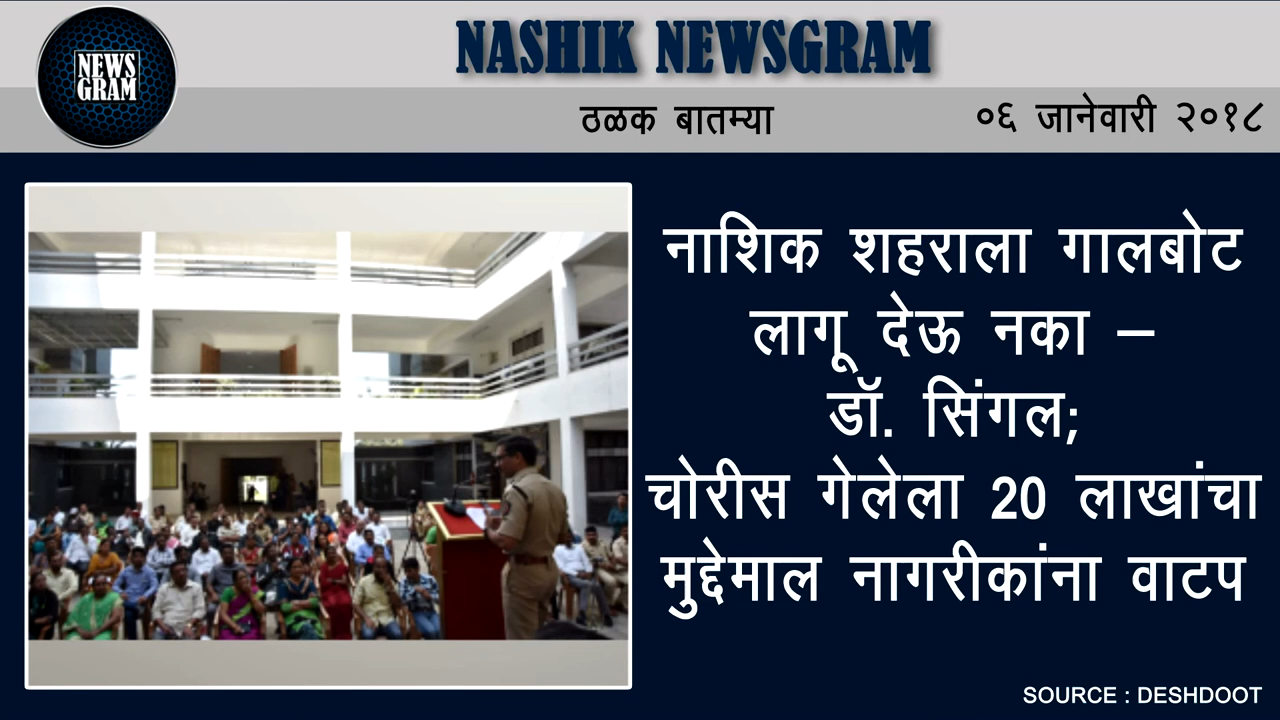 NEWS
GRAM
NASHIK NEWSGRAM
ठळक बातम्या
०६ जानेवारी २०१८
नाशिक शहराला गालबोट
लागू देऊ नका –
डॉ. सिंगल;
चोरीस गेलेला 20 लाखांचा
मुद्देमाल नागरीकांना वाटप
SOURCE : DESHDOOT